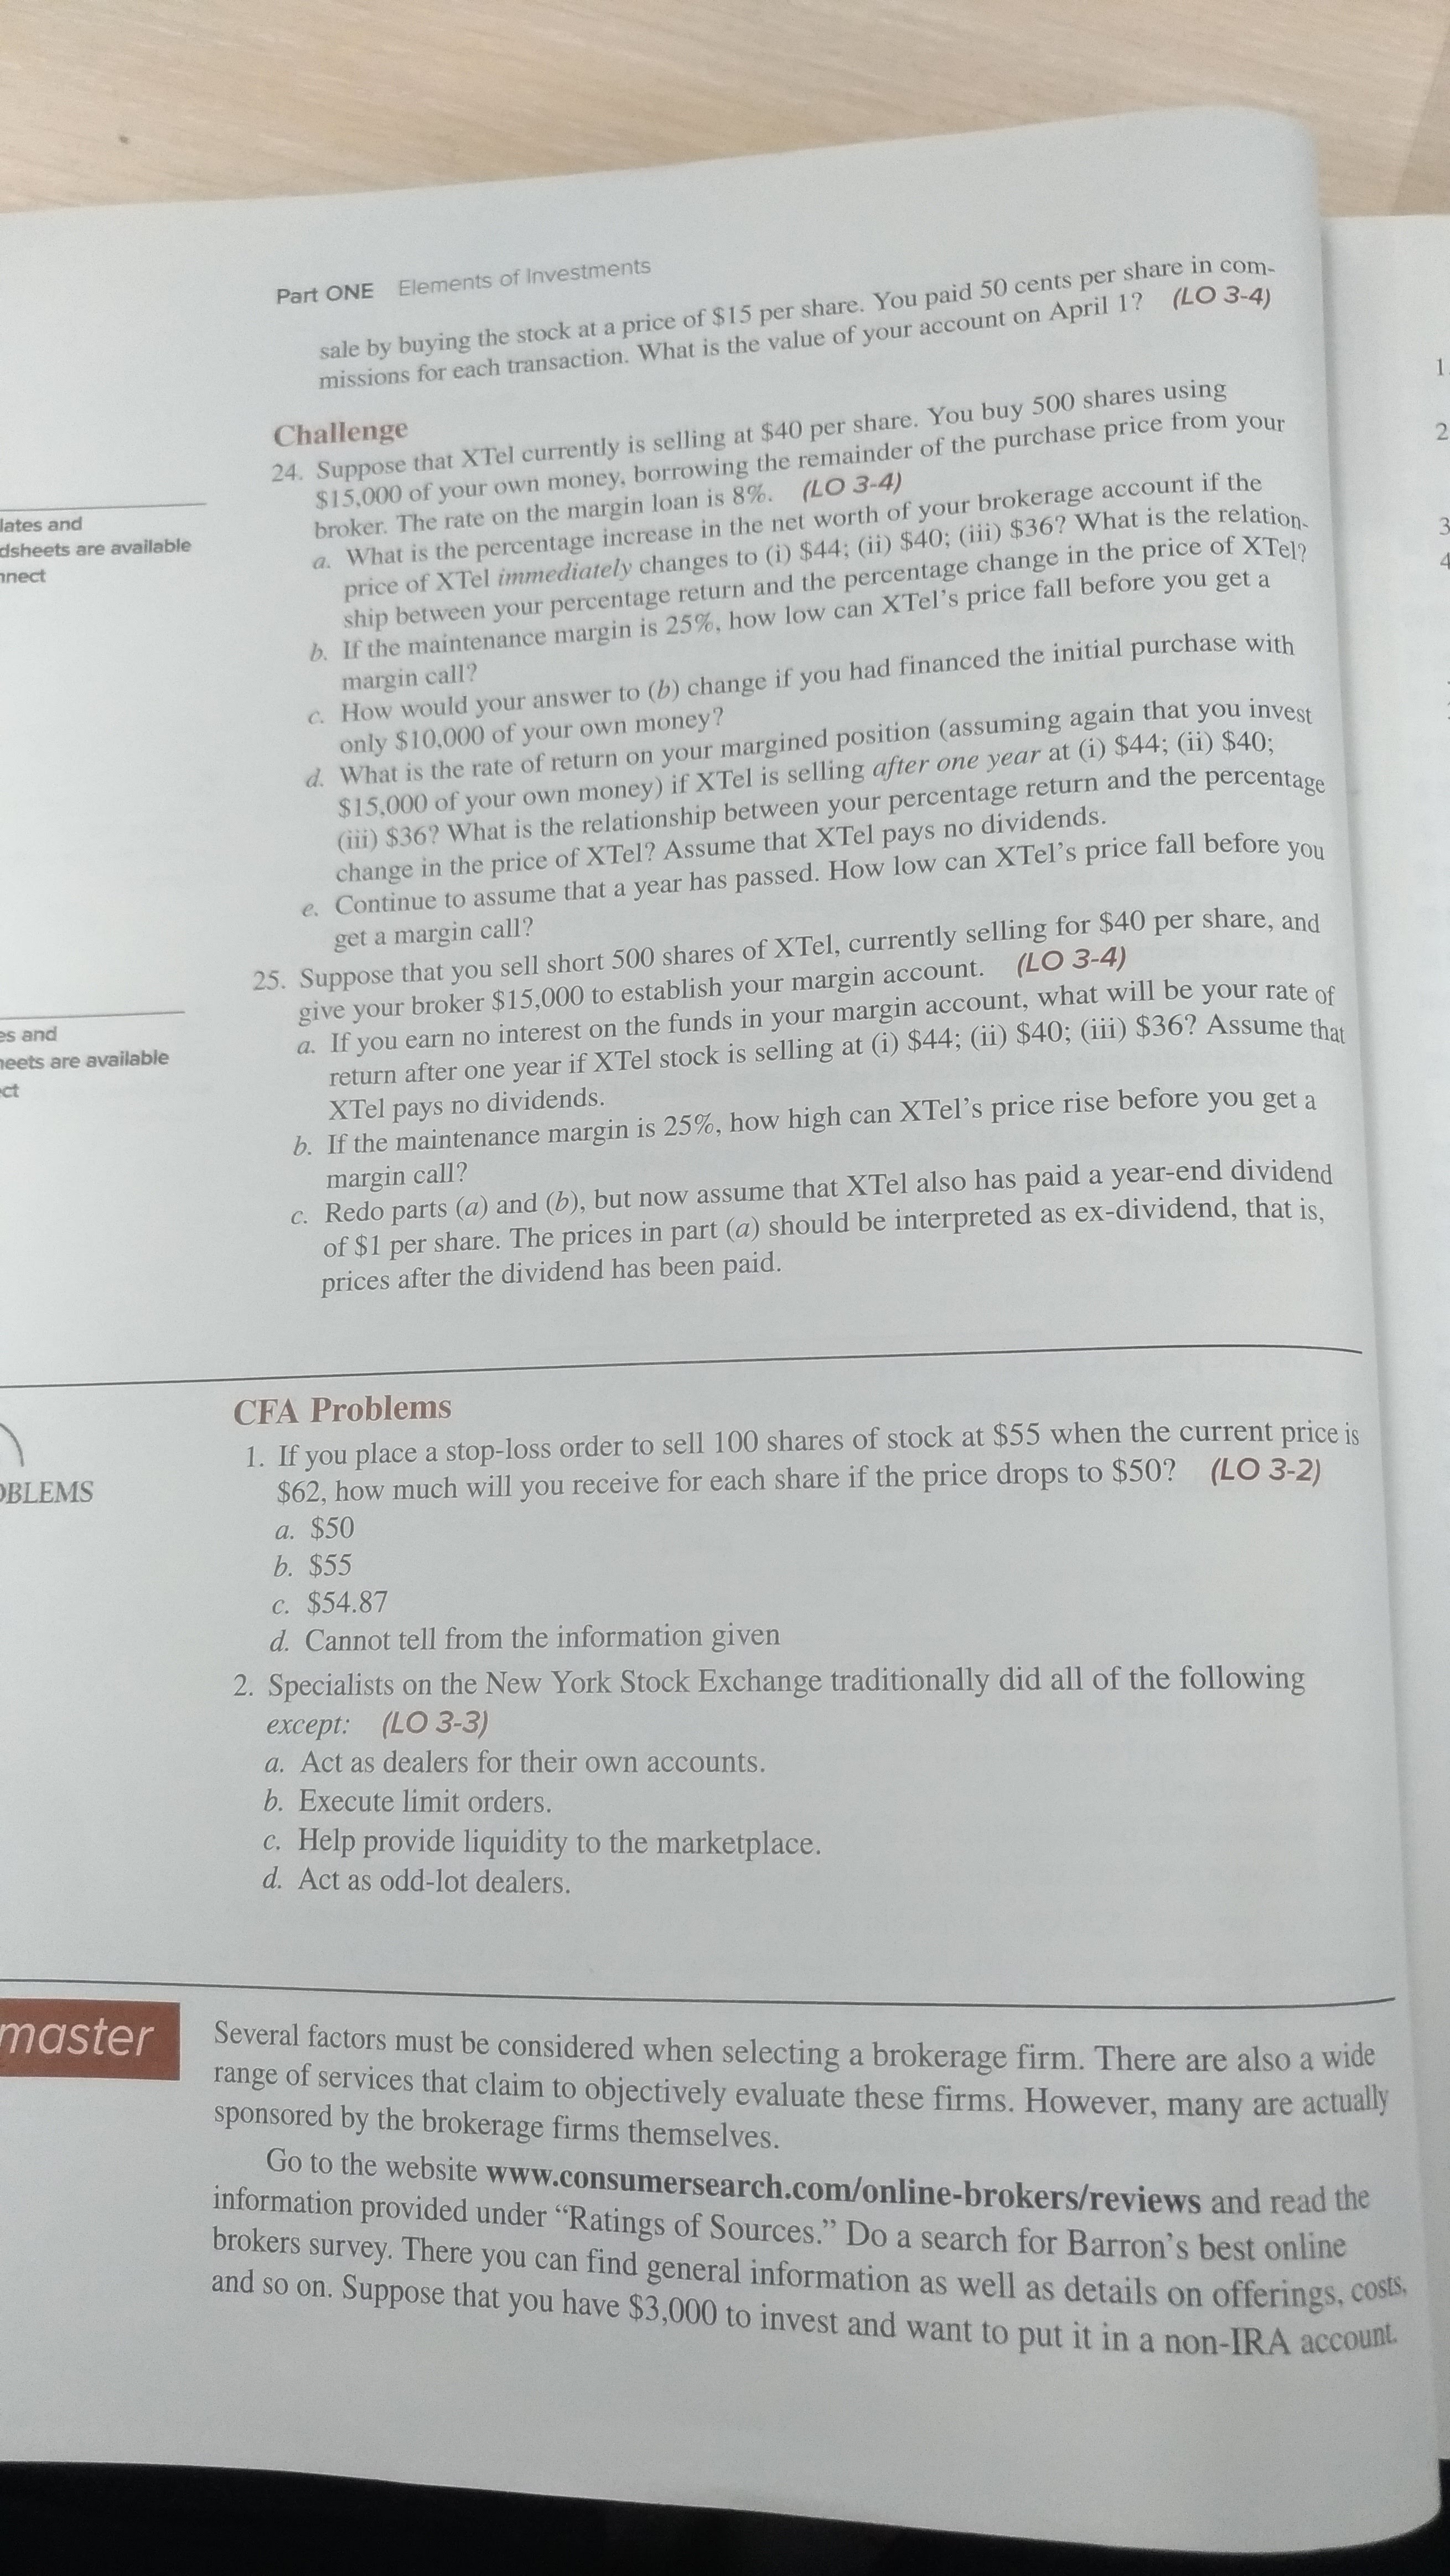 Part ONE Elements of Investments
sale by buying the stock at a price of $15 per share. You paid 50 cents per share in com-
missions for each transaction. What is the value of your account on April 1? (LO 3-4)
Challenge
24. Suppose that XTel currently is selling at $40 per share. You buy 500 shares using
$15,000 of your own money, borrowing the remainder of the purchase price from your
broker. The rate on the margin loan is 8%. (LO 3-4)
a. What is the percentage increase in the net worth of your brokerage account if the
price of XTel immediately changes to (i) $44; (ii) $40; (iii) $36? What is the relation-
ship between your percentage return and the percentage change in the price of XTel?
b. If the maintenance margin is 25%, how low can XTel's price fall before you get a
margin call?
c. How would your answer to (b) change if you had financed the initial purchase with
only $10,000 of your own money?
d. What is the rate of return on your margined position (assuming again that you invest
$15,000 of your own money) if XTel is selling after one year at (i) $44; (ii) $40;
(iii) $36? What is the relationship between your percentage return and the percentage
change in the price of XTel? Assume that XTel pays no dividends.
e. Continue to assume that a year has passed. How low can XTel's price fall before you
get a margin call?
25. Suppose that you sell short 500 shares of XTel, currently selling for $40 per share, and
give your broker $15,000 to establish your margin account. (LO 3-4)
a. If you earn no interest on the funds in your margin account, what will be your rate of
return after one year if XTel stock is selling at (i) $44; (ii) $40; (iii) $36? Assume that
XTel pays no dividends.
b. If the maintenance margin is 25%, how high can XTel's price rise before you get a
margin call?
c. Redo parts (a) and (b), but now assume that XTel also has paid a year-end dividend
of $1 per share. The prices in part (a) should be interpreted as ex-dividend, that is,
prices after the dividend has been paid.
lates and
dsheets are available
nnect
es and
heets are available
ct
OBLEMS
CFA Problems
1. If you place a stop-loss order to sell 100 shares of stock at $55 when the current price is
$62, how much will you receive for each share if the price drops to $50? (LO 3-2)
a. $50
b. $55
c. $54.87
d. Cannot tell from the information given
2. Specialists on the New York Stock Exchange traditionally did all of the following
except: (LO 3-3)
a. Act as dealers for their own accounts.
b. Execute limit orders.
c. Help provide liquidity to the marketplace.
d. Act as odd-lot dealers.
master
Several factors must be considered when selecting a brokerage firm. There are also a wide
range of services that claim to objectively evaluate these firms. However, many are actually
sponsored by the brokerage firms themselves.
Go to the website www.consumersearch.com/online-brokers/reviews and read the
information provided under “Ratings of Sources.” Do a search for Barron's best online
brokers survey. There you can find general information as well as details on offerings, costs,
and so on. Suppose that you have $3,000 to invest and want to put it in a non-IRA account.
1.
2
3
4